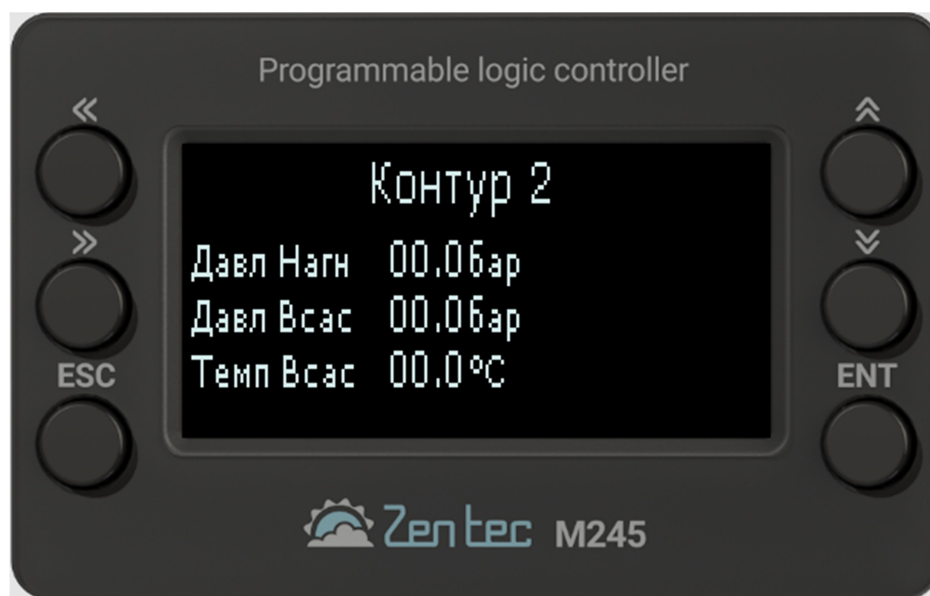 Programmable logic controller
«
»
ESC
Контур 2
Давл Нагн 00.0бар
Давл Всас 00.0бар
Темп Всас 00.0°C
ENT
Zentec M245